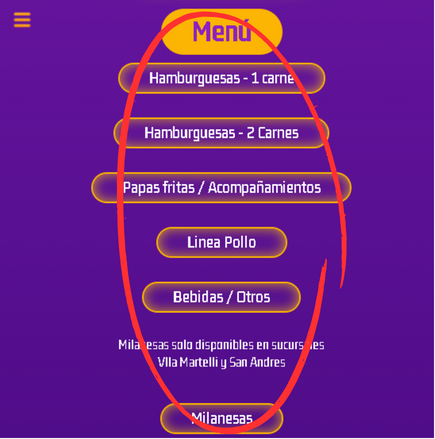 Menú
Hamburguesas - 1 carne
Hamburguesas - 2 Carnes
Papas fritas / Acompañamientos
Linea Pollo
Bebidas / Otros
Milanesas solo disponibles en sucursales
Vlla Martelli y San Andres
Milanesas